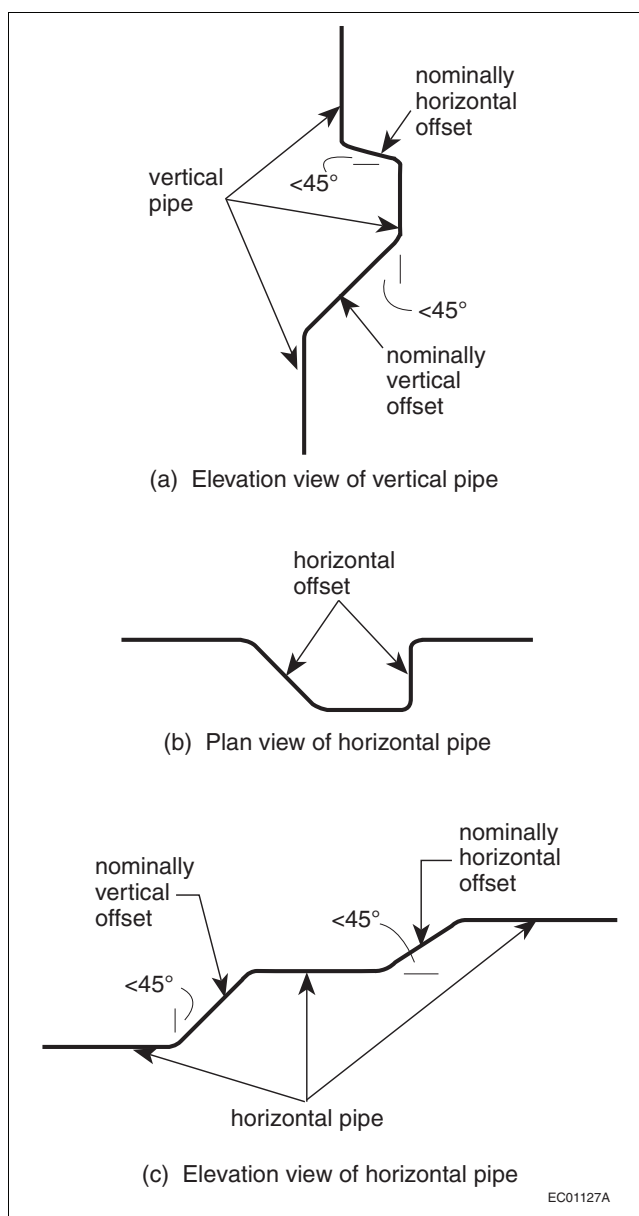 nominally
horizontal
offset
<45°
vertical
pipe
<45°
nominally
vertical
offset
(a) Elevation view of vertical pipe
horizontal
offset
(b) Plan view of horizontal pipe
nominally
horizontal
offset
nominally
vertical
offset
<45°
<45°
horizontal pipe
(c) Elevation view of horizontal pipe
EC01127A